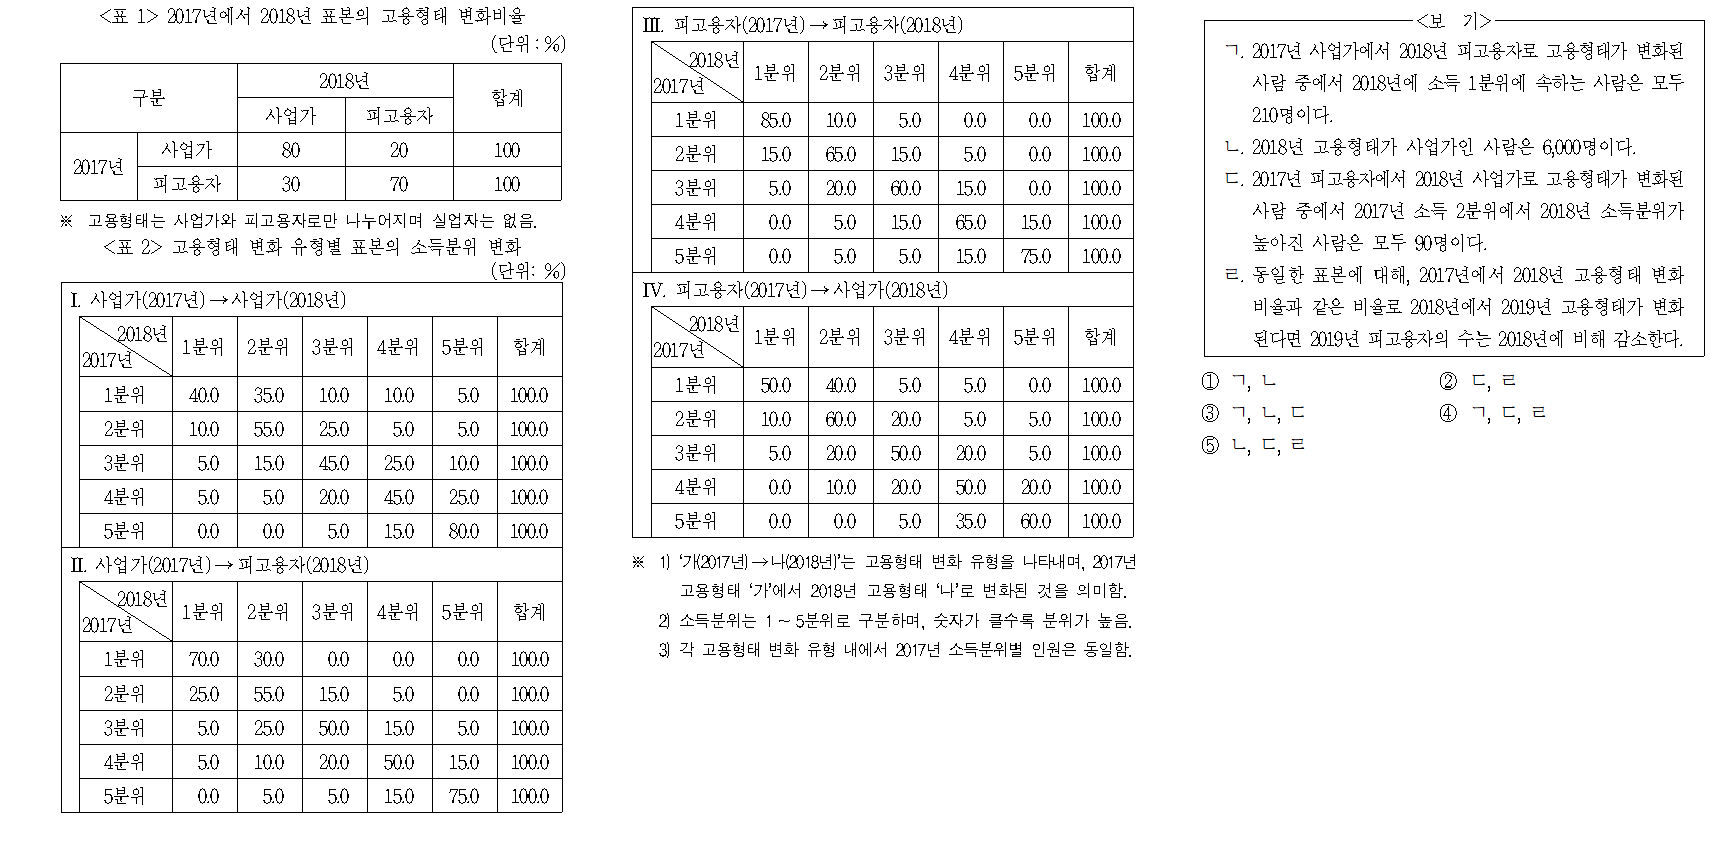 <표 1> 2017년에서 2018년 표본의 고용형태 변화비율
(단위 : %)
구분 2018년 합계
사업가 피고용자
2017년 사업가 80 20 100
피고용자 30 70 100
※ 고용형태는 사업가와 피고용자로만 나누어지며 실업자는 없음.
<표 2> 고용형태 변화 유형별 표본의 소득분위 변화
(단위: %)
Ⅰ. 사업가(2017년)→사업가(2018년)
2018년 2017년 1분위 2분위 3분위 4분위 5분위 합계
1분위 40.0 35.0 10.0 10.0 5.0 100.0
2분위 10.0 55.0 25.0 5.0 5.0 100.0
3분위 5.0 15.0 45.0 25.0 10.0 100.0
4분위 5.0 5.0 20.0 45.0 25.0 100.0
5분위 0.0 0.0 5.0 15.0 80.0 100.0
Ⅱ. 사업가(2017년)→피고용자(2018년)
2018년 2017년 1분위 2분위 3분위 4분위 5분위 합계
1분위 70.0 30.0 0.0 0.0 0.0 100.0
2분위 25.0 55.0 15.0 5.0 0.0 100.0
3분위 5.0 25.0 50.0 15.0 5.0 100.0
4분위 5.0 10.0 20.0 50.0 15.0 100.0
5분위 0.0 5.0 5.0 15.0 75.0 100.0
Ⅲ. 피고용자(2017년)→피고용자(2018년)
2018년 2017년 1분위 2분위 3분위 4분위 5분위 합계
1분위 85.0 10.0 5.0 0.0 0.0 100.0
2분위 15.0 65.0 15.0 5.0 0.0 100.0
3분위 5.0 20.0 60.0 15.0 0.0 100.0
4분위 0.0 5.0 15.0 65.0 15.0 100.0
5분위 0.0 5.0 5.0 15.0 75.0 100.0
Ⅳ. 피고용자(2017년)→사업가(2018년)
2018년 2017년 1분위 2분위 3분위 4분위 5분위 합계
1분위 50.0 40.0 5.0 5.0 0.0 100.0
2분위 10.0 60.0 20.0 5.0 5.0 100.0
3분위 5.0 20.0 50.0 20.0 5.0 100.0
4분위 0.0 10.0 20.0 50.0 20.0 100.0
5분위 0.0 0.0 5.0 35.0 60.0 100.0
※ 1) ‘가(2017년)→나(2018년)’는 고용형태 변화 유형을 나타내며, 2017년
고용형태 ‘가’에서 2018년 고용형태 ‘나’로 변화된 것을 의미함.
2) 소득분위는 1～5분위로 구분하며, 숫자가 클수록 분위가 높음.
3) 각 고용형태 변화 유형 내에서 2017년 소득분위별 인원은 동일함.
<보 기>
ㄱ. 2017년 사업가에서 2018년 피고용자로 고용형태가 변화된
사람 중에서 2018년에 소득 1분위에 속하는 사람은 모두
210명이다.
ㄴ. 2018년 고용형태가 사업가인 사람은 6,000명이다.
ㄷ. 2017년 피고용자에서 2018년 사업가로 고용형태가 변화된
사람 중에서 2017년 소득 2분위에서 2018년 소득분위가
높아진 사람은 모두 90명이다.
ㄹ. 동일한 표본에 대해, 2017년에서 2018년 고용형태 변화
비율과 같은 비율로 2018년에서 2019년 고용형태가 변화
된다면 2019년 피고용자의 수는 2018년에 비해 감소한다.
① ㄱ, ㄴ ② ㄷ, ㄹ
③ ㄱ, ㄴ, ㄷ ④ ㄱ, ㄷ, ㄹ
⑤ ㄴ, ㄷ, ㄹ